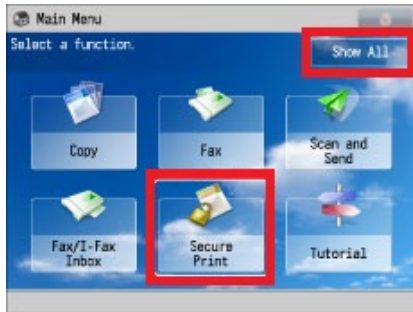 Main Menu
Select a function.
Show All
Copy
Fax
Scan and
Send
Fax/I-Fax
Inbox
Secure
Print
Tutorial